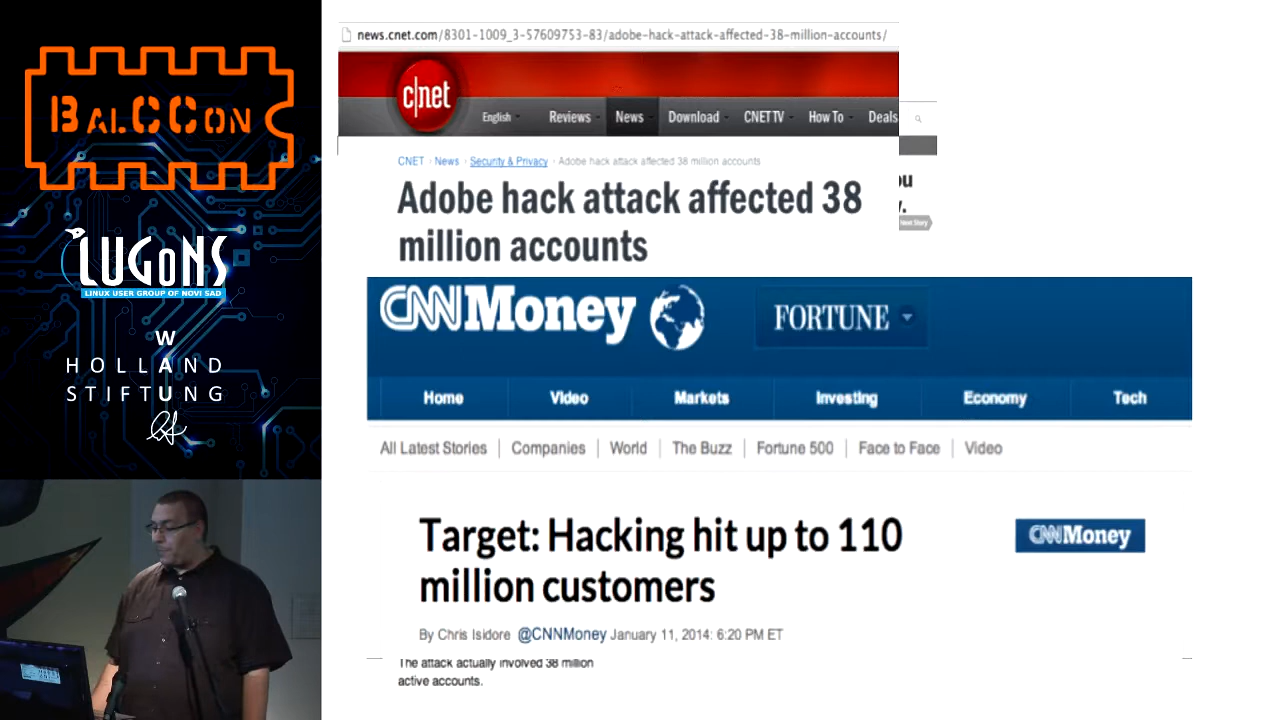 BALCCON
LUGONS
LINUX USER GROUP OF NOVI SAD
W
HOLLAND
STIFTUNG
news.cnet.com/8301-1009_3-57609753-83/adobe-hack-attack-affected-38-million-accounts/
c|net
English Reviews News Download CNET TV How To Deals
CNET News Security & Privacy Adobe hack attack affected 38 million accounts
Adobe hack attack affected 38
million accounts
CNNMoney FORTUNE
Home Video Markets Investing Economy Tech
All Latest Stories | Companies | World | The Buzz | Fortune 500 | Face to Face | Video
Target: Hacking hit up to 110
million customers
CNNMoney
By Chris Isidore @CNNMoney January 11, 2014: 6:20 PM ET
The attack actually involved 38 million
active accounts.